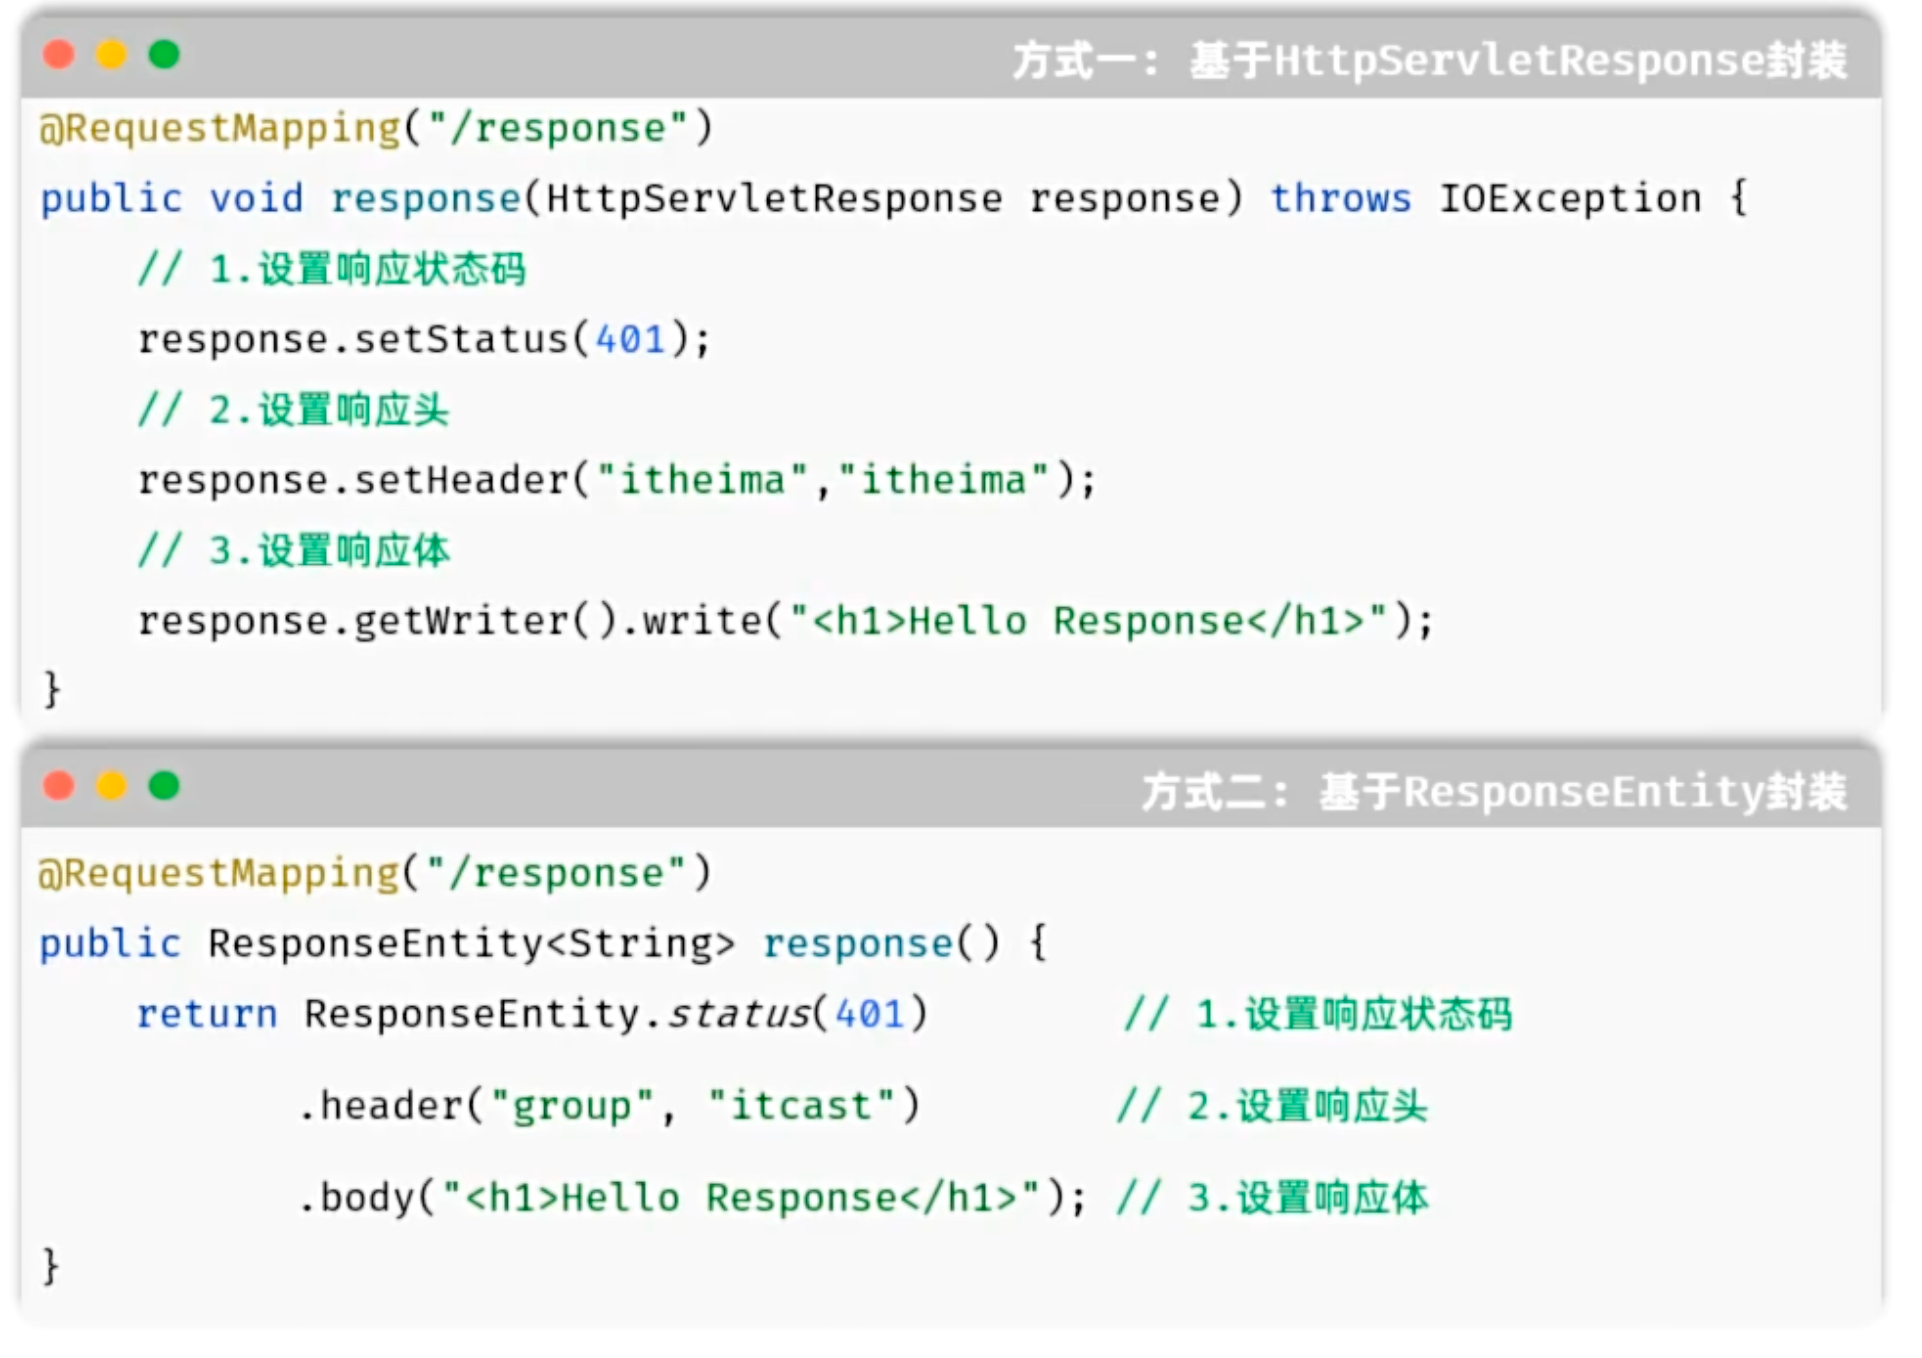 方式一: 基于HttpServletResponse封装
@RequestMapping("/response")
public void response(HttpServletResponse response) throws IOException {
    // 1.设置响应状态码
    response.setStatus(401);
    // 2.设置响应头
    response.setHeader("itheima","itheima");
    // 3.设置响应体
    response.getWriter().write("<h1>Hello Response</h1>");
}
方式二: 基于ResponseEntity封装
@RequestMapping("/response")
public ResponseEntity<String> response() {
    return ResponseEntity.status(401)        // 1.设置响应状态码
           .header("group", "itcast")        // 2.设置响应头
           .body("<h1>Hello Response</h1>"); // 3.设置响应体
}